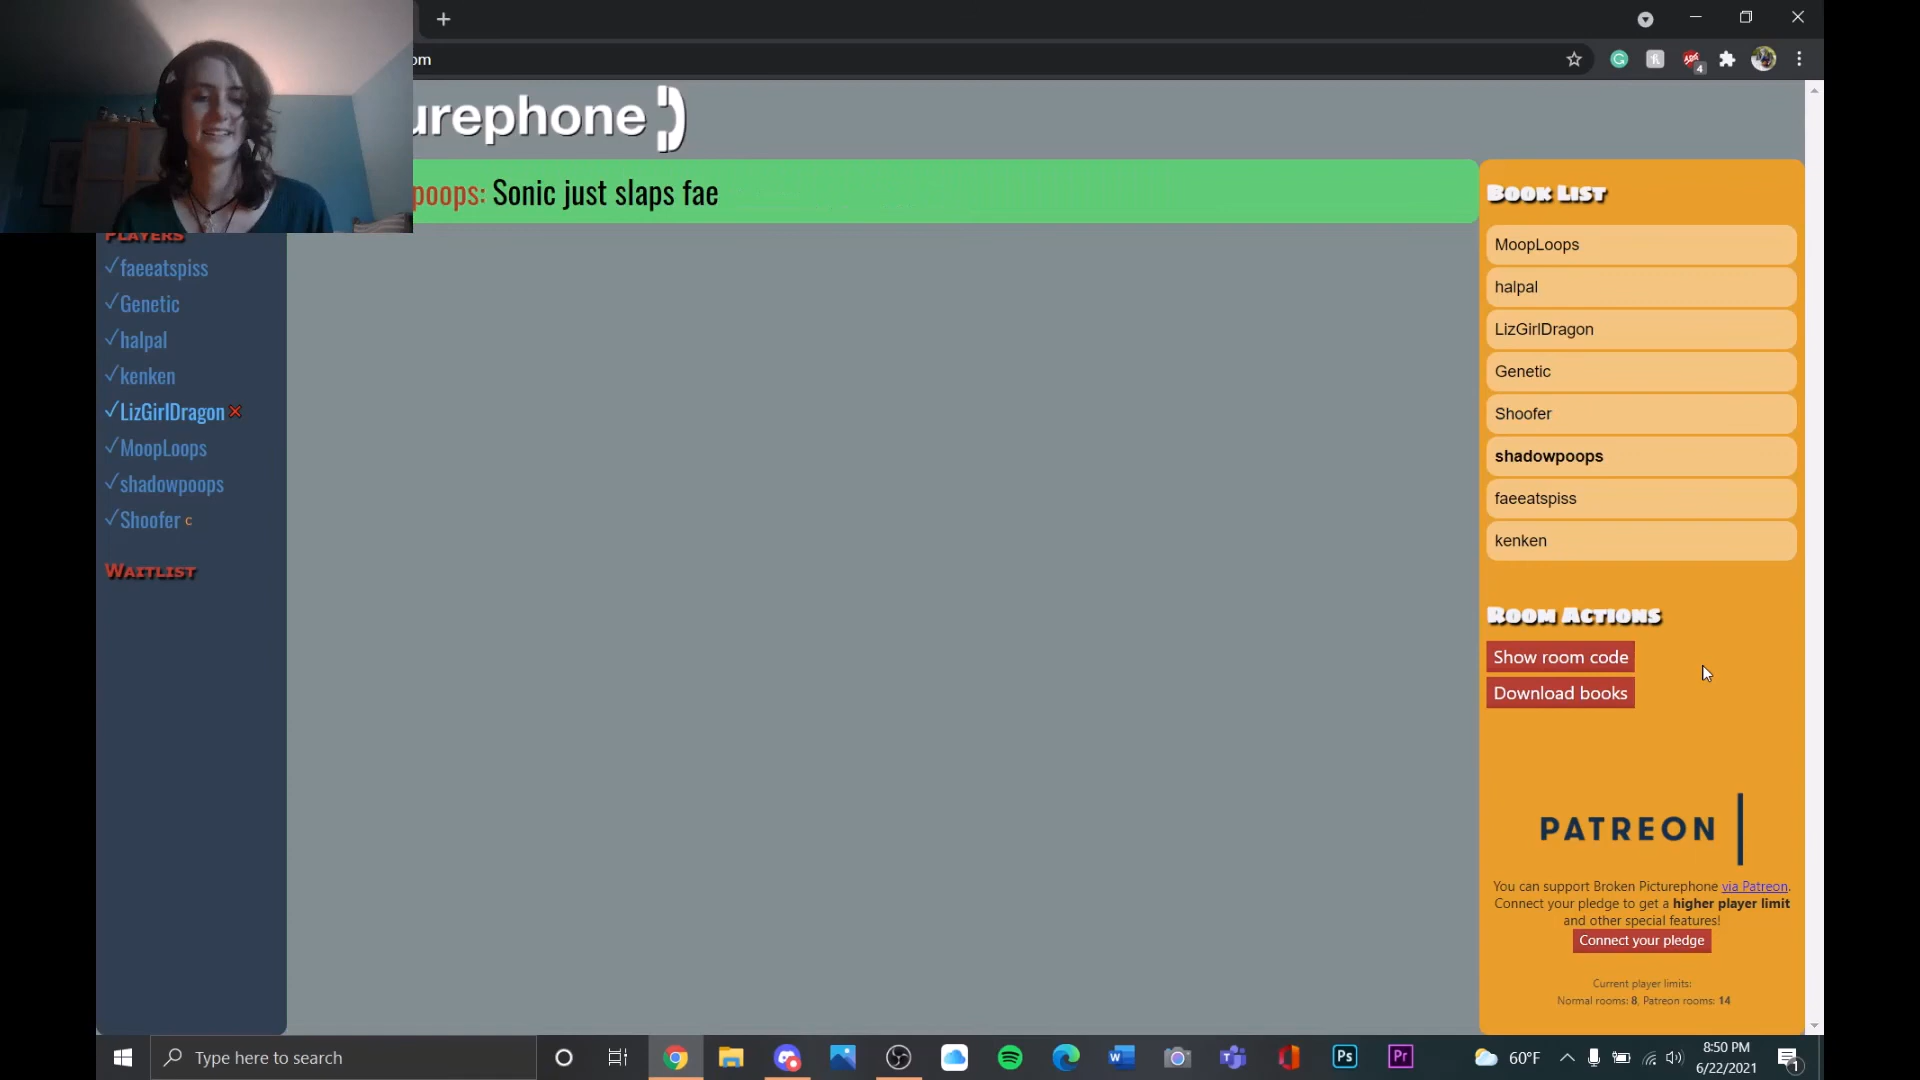 om
urephone
poops: Sonic just slaps fae
PLAYERS
✓faeeatspiss
✓Genetic
✓halpal
✓kenken
✓LizGirlDragon ×
✓MoopLoops
✓shadowpoops
✓Shoofer c
WAITLIST
BOOK LIST
MoopLoops
halpal
LizGirlDragon
Genetic
Shoofer
shadowpoops
faeeatspiss
kenken
ROOM ACTIONS
Show room code
Download books
PATREON
You can support Broken Picturephone via Patreon.
Connect your pledge to get a higher player limit
and other special features!
Connect your pledge
Current player limits:
Normal rooms: 8, Patreon rooms: 14
Type here to search
Ps
Pr
60°F
8:50 PM
6/22/2021
1
4